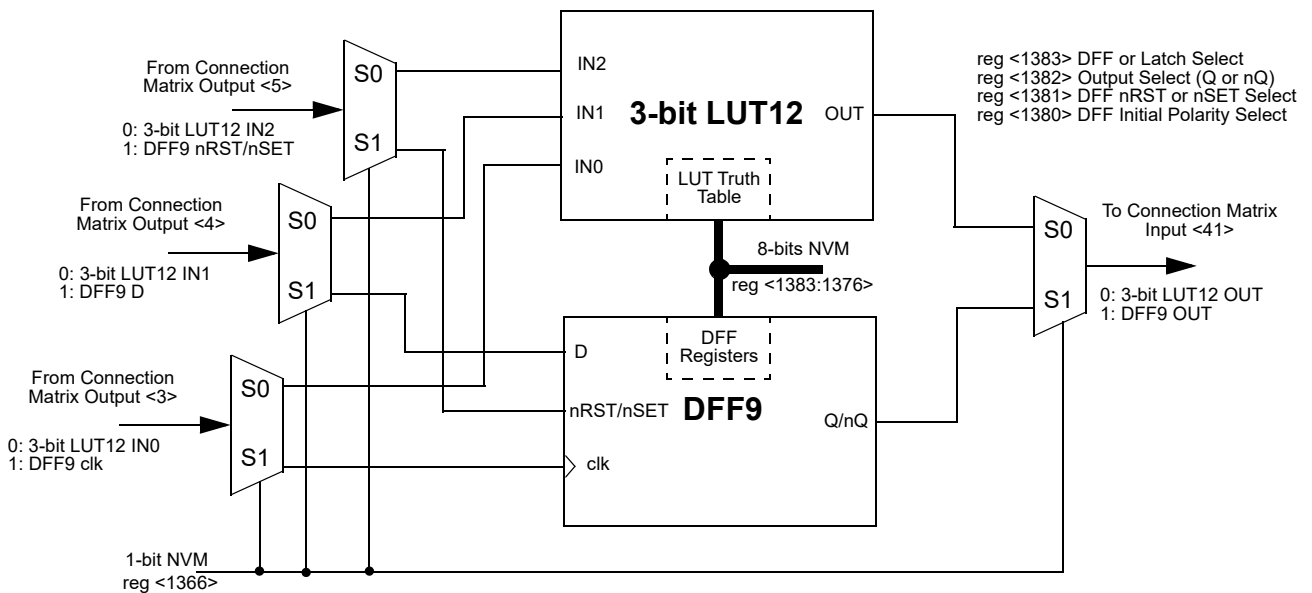 From Connection
Matrix Output <5>
0: 3-bit LUT12 IN2
1: DFF9 nRST/nSET
S0
S1
From Connection
Matrix Output <4>
0: 3-bit LUT12 IN1
1: DFF9 D
S0
S1
From Connection
Matrix Output <3>
0: 3-bit LUT12 IN0
1: DFF9 clk
S0
S1
1-bit NVM
reg <1366>
IN2
IN1
IN0
3-bit LUT12
OUT
LUT Truth
Table
8-bits NVM
reg <1383:1376>
DFF
Registers
D
nRST/nSET
clk
DFF9
Q/nQ
reg <1383> DFF or Latch Select
reg <1382> Output Select (Q or nQ)
reg <1381> DFF nRST or nSET Select
reg <1380> DFF Initial Polarity Select
S0
S1
To Connection Matrix
Input <41>
0: 3-bit LUT12 OUT
1: DFF9 OUT